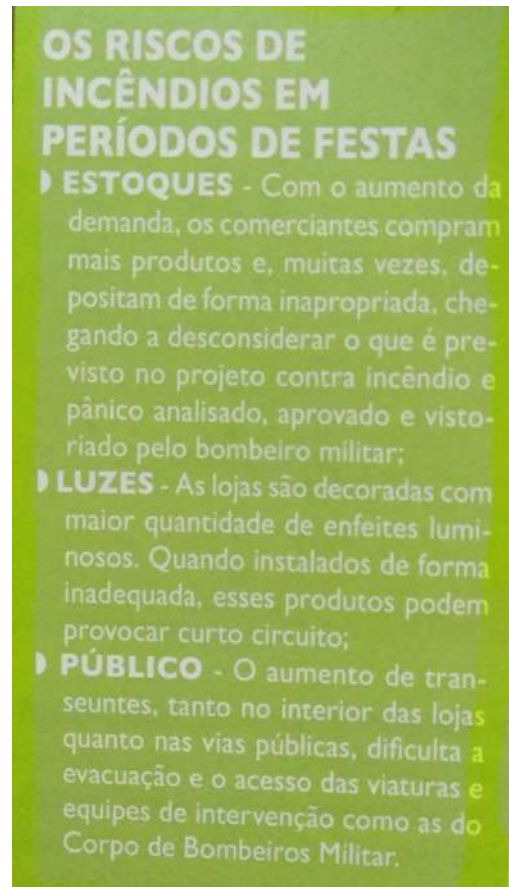 OS RISCOS DE
INCÊNDIOS EM
PERÍODOS DE FESTAS
ESTOQUES - Com o aumento da
demanda, os comerciantes compram
mais produtos e, muitas vezes, de-
positam de forma inapropriada, che-
gando a desconsiderar o que é pre-
visto no projeto contra incêndio e
pânico analisado, aprovado e visto-
riado pelo bombeiro militar;
LUZES - As lojas são decoradas com
maior quantidade de enfeites lumi-
nosos. Quando instalados de forma
inadequada, esses produtos podem
provocar curto circuito;
PÚBLICO - O aumento de tran-
seuntes, tanto no interior das lojas
quanto nas vias públicas, dificulta a
evacuação e o acesso das viaturas e
equipes de intervenção como as do
Corpo de Bombeiros Militar.